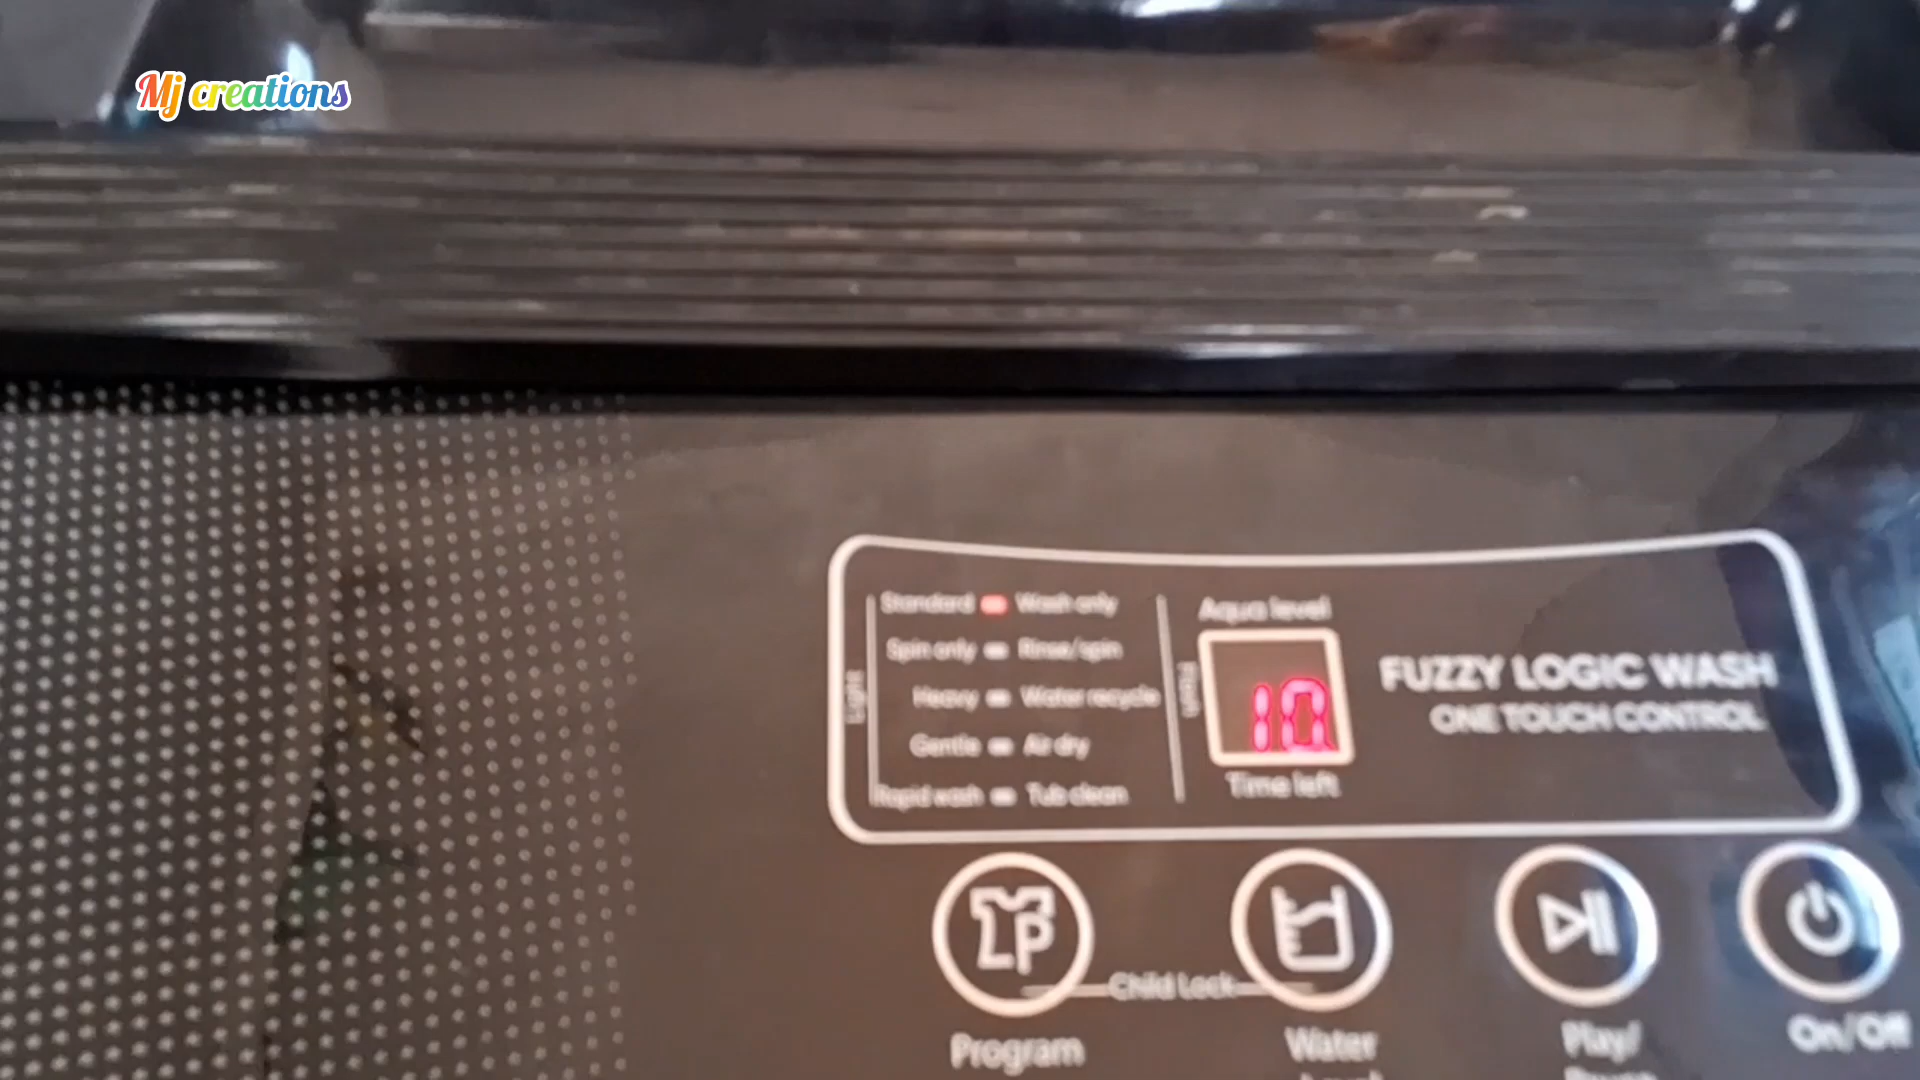 Mj creations
Standard Wash only
Spin only Rinse/spin
Heavy Water recycle
Gentle Air dry
Rapid wash Tub clean
Light
Flash
Aqua level
10
Time left
FUZZY LOGIC WASH
ONE TOUCH CONTROL
P
Child Lock
Program
Water
Play/
On/Off